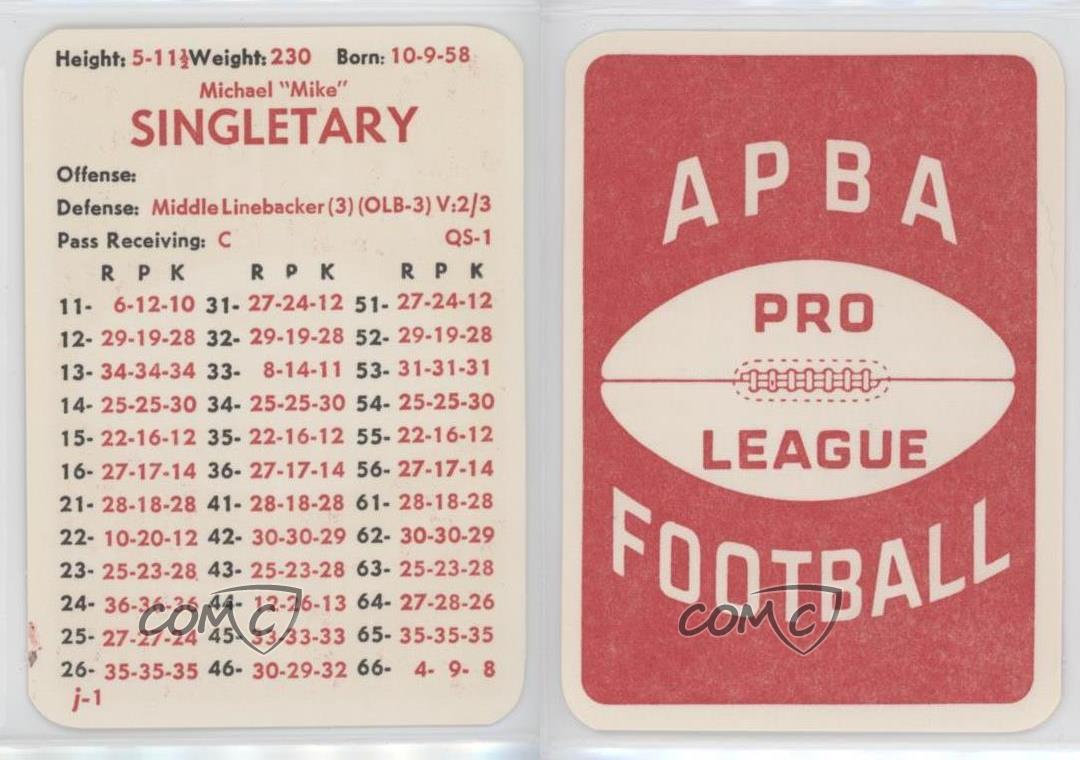 Height: 5-11½ Weight: 230 Born: 10-9-58
Michael "Mike"
SINGLETARY
Offense:
Defense: Middle Linebacker (3) (OLB-3) V:2/3
Pass Receiving: C QS-1
R P K R P K R P K
11- 6-12-10 31- 27-24-12 51- 27-24-12
12- 29-19-28 32- 29-19-28 52- 29-19-28
13- 34-34-34 33- 8-14-11 53- 31-31-31
14- 25-25-30 34- 25-25-30 54- 25-25-30
15- 22-16-12 35- 22-16-12 55- 22-16-12
16- 27-17-14 36- 27-17-14 56- 27-17-14
21- 28-18-28 41- 28-18-28 61- 28-18-28
22- 10-20-12 42- 30-30-29 62- 30-30-29
23- 25-23-28 43- 25-23-28 63- 25-23-28
24- 36-36-36 44- 12-26-13 64- 27-28-26
25- 27-27-24 45- 33-33-33 65- 35-35-35
26- 35-35-35 46- 30-29-32 66- 4- 9- 8
j-1
COMC
APBA
PRO
LEAGUE
FOOTBALL
COMC